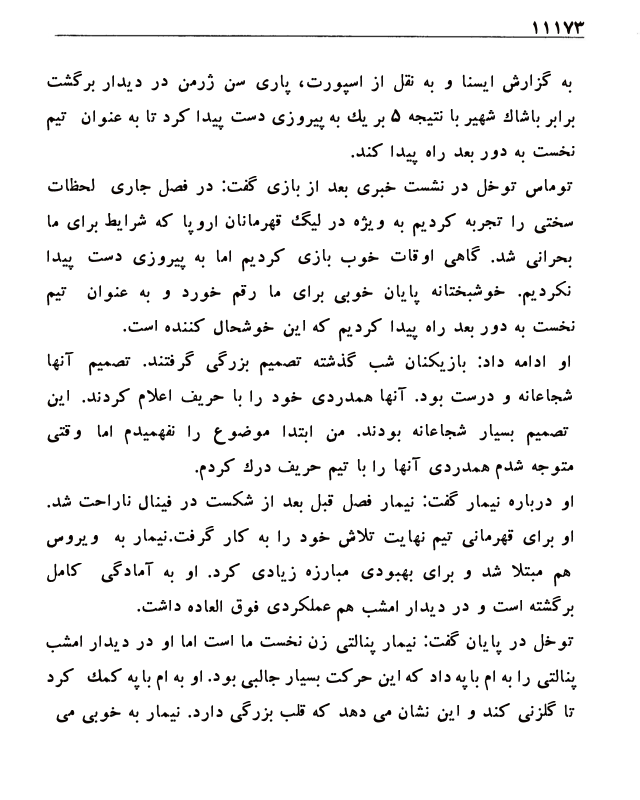 ۱۱۱۷۳
به گزارش ایسنا و به نقل از اسپورت، پاری سن ژرمن در دیدار برگشت
برابر باشاك شهیر با نتیجه ۵ بر یك به پیروزی دست پیدا کرد تا به عنوان تیم
نخست به دور بعد راه پیدا کند.
توماس توخل در نشست خبری بعد از بازی گفت: در فصل جاری لحظات
سختی را تجربه کردیم به ویژه در لیگ قهرمانان اروپا که شرایط برای ما
بحرانی شد. گاهی اوقات خوب بازی کردیم اما به پیروزی دست پیدا
نکردیم. خوشبختانه پایان خوبی برای ما رقم خورد و به عنوان تیم
نخست به دور بعد راه پیدا کردیم که این خوشحال کننده است.
او ادامه داد: بازیکنان شب گذشته تصمیم بزرگی گرفتند. تصمیم آنها
شجاعانه و درست بود. آنها همدردی خود را با حریف اعلام کردند. این
تصمیم بسیار شجاعانه بودند. من ابتدا موضوع را نفهمیدم اما وقتی
متوجه شدم همدردی آنها را با تیم حریف درك کردم.
او درباره نیمار گفت: نیمار فصل قبل بعد از شکست در فینال ناراحت شد.
او برای قهرمانی تیم نهایت تلاش خود را به کار گرفت.نیمار به ویروس
هم مبتلا شد و برای بهبودی مبارزه زیادی کرد. او به آمادگی کامل
برگشته است و در دیدار امشب هم عملکردی فوق العاده داشت.
توخل در پایان گفت: نیمار پنالتی زن نخست ما است اما او در دیدار امشب
پنالتی را به ام باپه داد که این حرکت بسیار جالبی بود. او به ام باپه کمك کرد
تا گلزنی کند و این نشان می دهد که قلب بزرگی دارد. نیمار به خوبی می